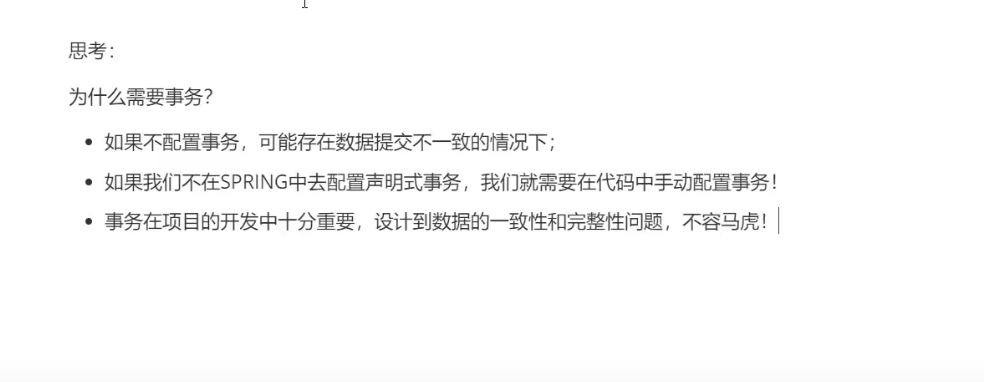 思考：
为什么需要事务？
如果不配置事务，可能存在数据提交不一致的情况下；
如果我们不在SPRING中去配置声明式事务，我们就需要在代码中手动配置事务！
事务在项目的开发中十分重要，设计到数据的一致性和完整性问题，不容马虎！